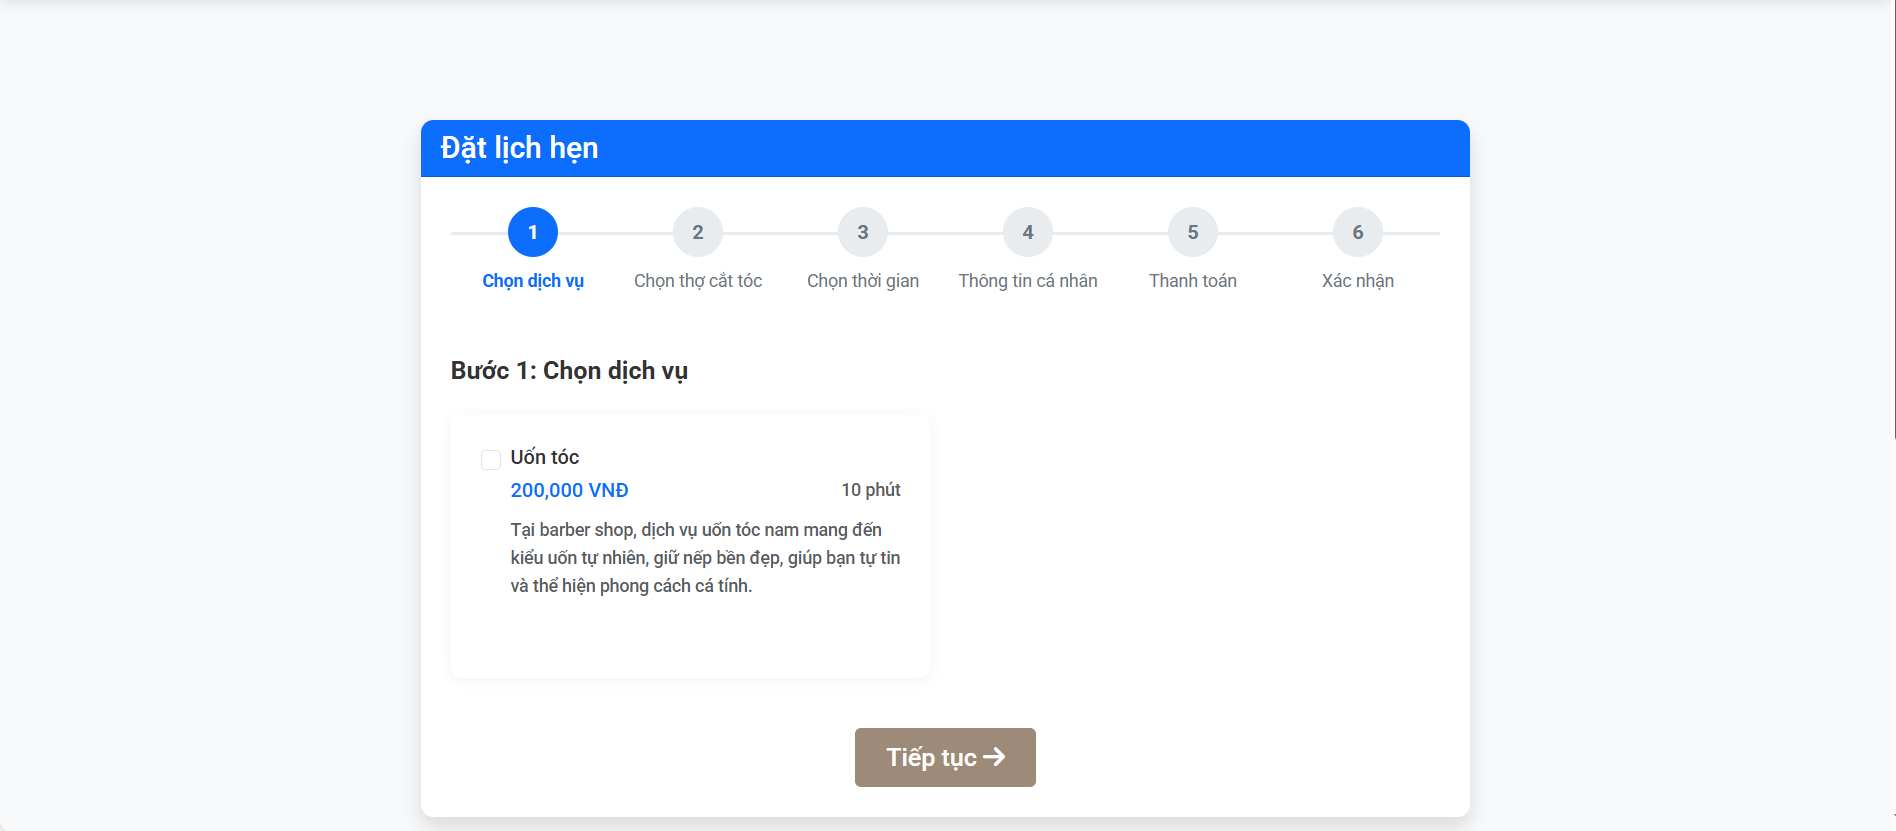 Đặt lịch hẹn
1 2 3 4 5 6
Chọn dịch vụ Chọn thợ cắt tóc Chọn thời gian Thông tin cá nhân Thanh toán Xác nhận
Bước 1: Chọn dịch vụ
Uốn tóc
200,000 VNĐ 10 phút
Tại barber shop, dịch vụ uốn tóc nam mang đến
kiểu uốn tự nhiên, giữ nếp bền đẹp, giúp bạn tự tin
và thể hiện phong cách cá tính.
Tiếp tục →